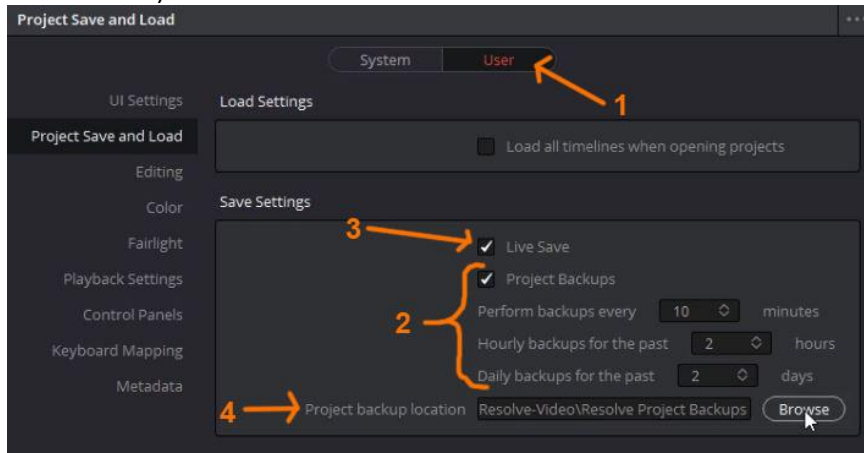 Project Save and Load
System User
1
UI Settings
Load Settings
Project Save and Load
Load all timelines when opening projects
Editing
Color
Save Settings
Fairlight
3
Live Save
Playback Settings
Project Backups
Control Panels
2
Perform backups every 10 minutes
Keyboard Mapping
Hourly backups for the past 2 hours
Metadata
Daily backups for the past 2 days
4
Project backup location Resolve-Video\Resolve Project Backups Browse